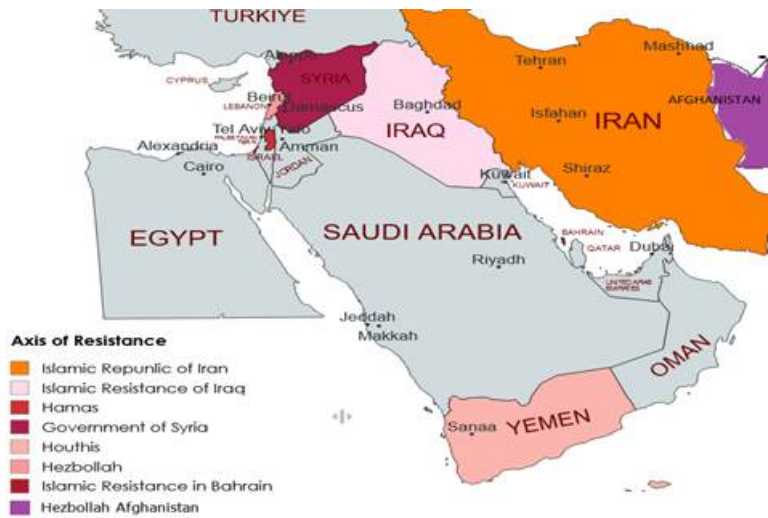 TURKIYE
Mashhad
Tehran
Aleppo
SYRIA
CYPRUS
AFGHANISTAN
Beirut
LEBANON
Damascus
Baghdad
Isfahan
IRAN
IRAQ
Tel Aviv
Alexandria
Amman
ISRAEL
Cairo
JORDAN
Kuwait
KUWAIT
Shiraz
EGYPT
SAUDI ARABIA
BAHRAIN
QATAR
Dubai
Riyadh
UNITED ARAB
EMIRATES
Jeddah
Makkah
OMAN
YEMEN
Sanaa
Axis of Resistance
Islamic Repunlic of Iran
Islamic Resistance of Iraq
Hamas
Government of Syria
Houthis
Hezbollah
Islamic Resistance in Bahrain
Hezbollah Afghanistan